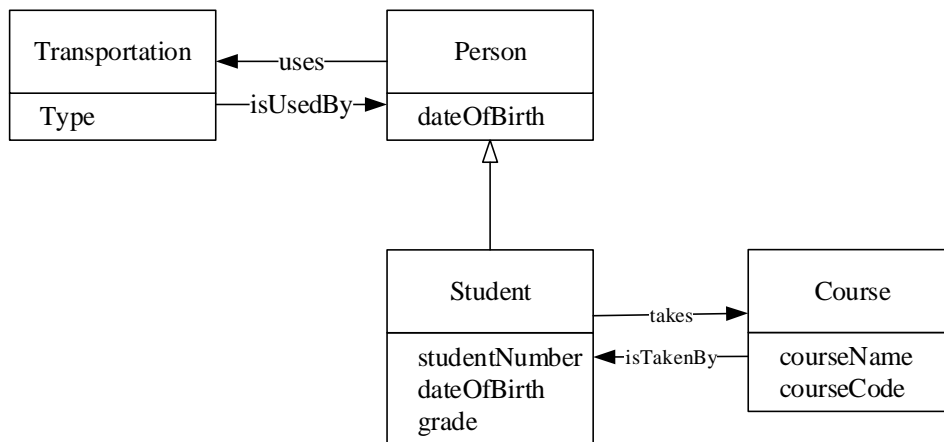 Transportation
uses
Person
Type
isUsedBy
dateOfBirth
Student
takes
Course
studentNumber
dateOfBirth
grade
isTakenBy
courseName
courseCode